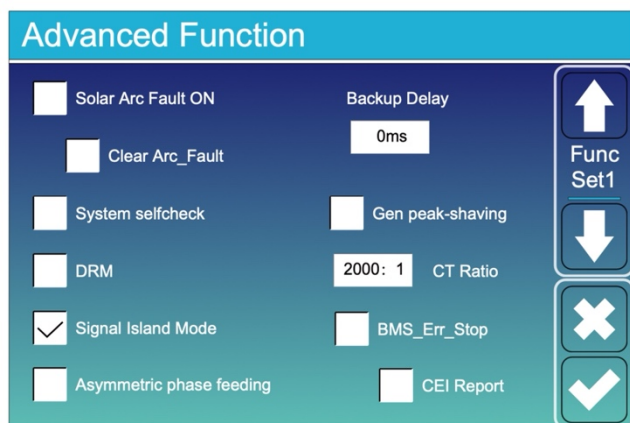 Advanced Function
Solar Arc Fault ON
Backup Delay
0ms
Clear Arc_Fault
System selfcheck
Gen peak-shaving
DRM
2000: 1 CT Ratio
Signal Island Mode
BMS_Err_Stop
Asymmetric phase feeding
CEI Report
Func
Set1